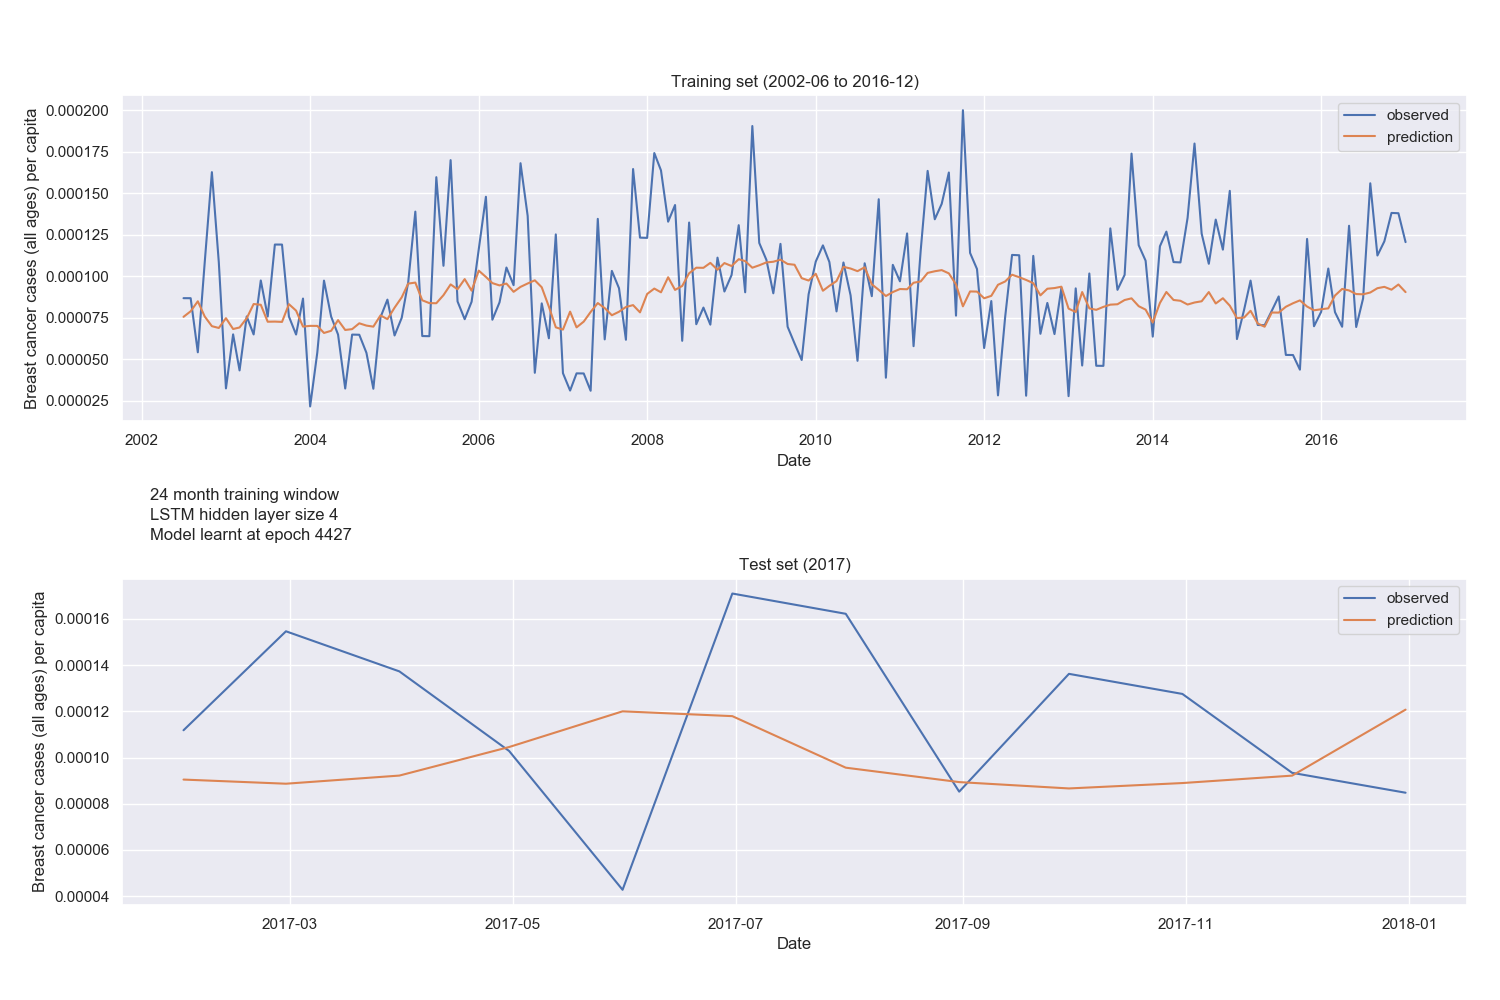 Training set (2002-06 to 2016-12)
Breast cancer cases (all ages) per capita
0.000200
0.000175
0.000150
0.000125
0.000100
0.000075
0.000050
0.000025
observed
prediction
2002 2004 2006 2008 2010 2012 2014 2016
Date
24 month training window
LSTM hidden layer size 4
Model learnt at epoch 4427
Test set (2017)
Breast cancer cases (all ages) per capita
0.00016
0.00014
0.00012
0.00010
0.00008
0.00006
0.00004
observed
prediction
2017-03 2017-05 2017-07 2017-09 2017-11 2018-01
Date